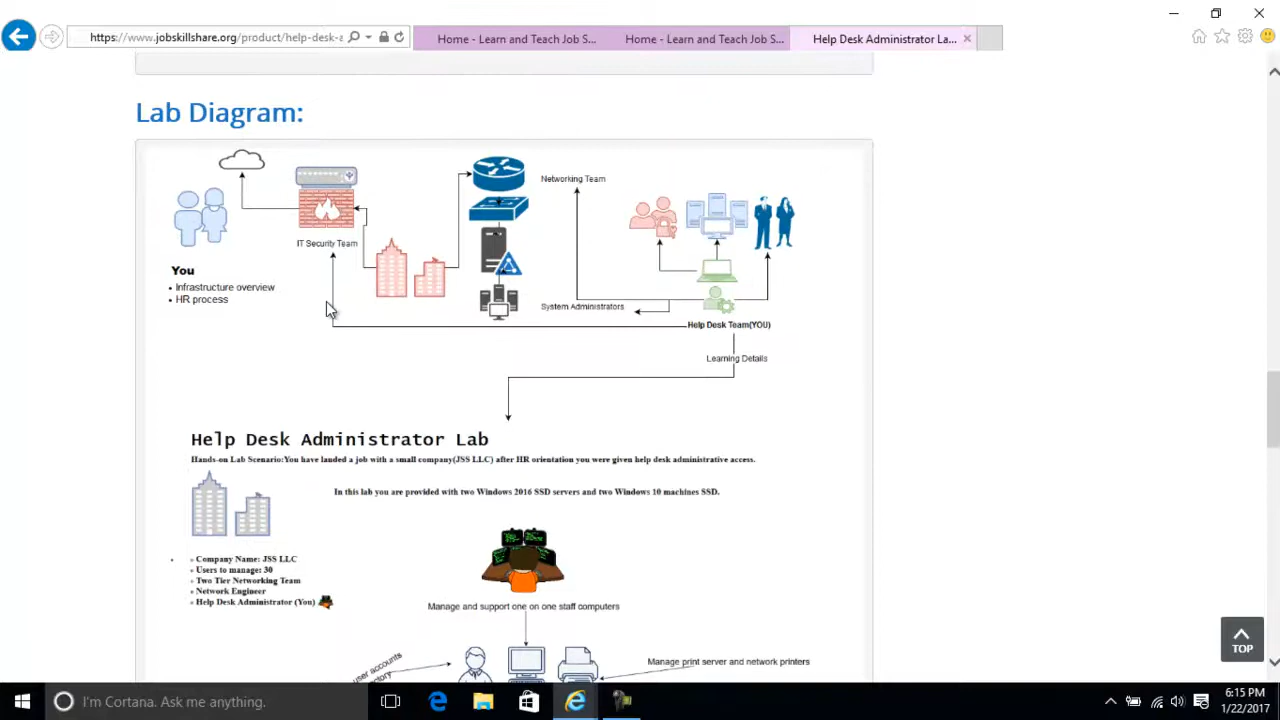 https://www.jobskillshare.org/product/help-desk-a
Home - Learn and Teach Job S...
Home - Learn and Teach Job S...
Help Desk Administrator La...
Lab Diagram:
Networking Team
IT Security Team
You
• Infrastructure overview
• HR process
System Administrators
Help Desk Team(YOU)
Learning Details
Help Desk Administrator Lab
Hands-on Lab Scenario:You have landed a job with a small company(JSS LLC) after HR orientation you were given help desk administrative access.
In this lab you are provided with two Windows 2016 SSD servers and two Windows 10 machines SSD.
Company Name: JSS LLC
Users to manage: 30
Two Tier Networking Team
Network Engineer
Help Desk Administrator (You)
Manage and support one on one staff computers
user accounts
Manage print server and network printers
TOP
I'm Cortana. Ask me anything.
6:15 PM
1/22/2017